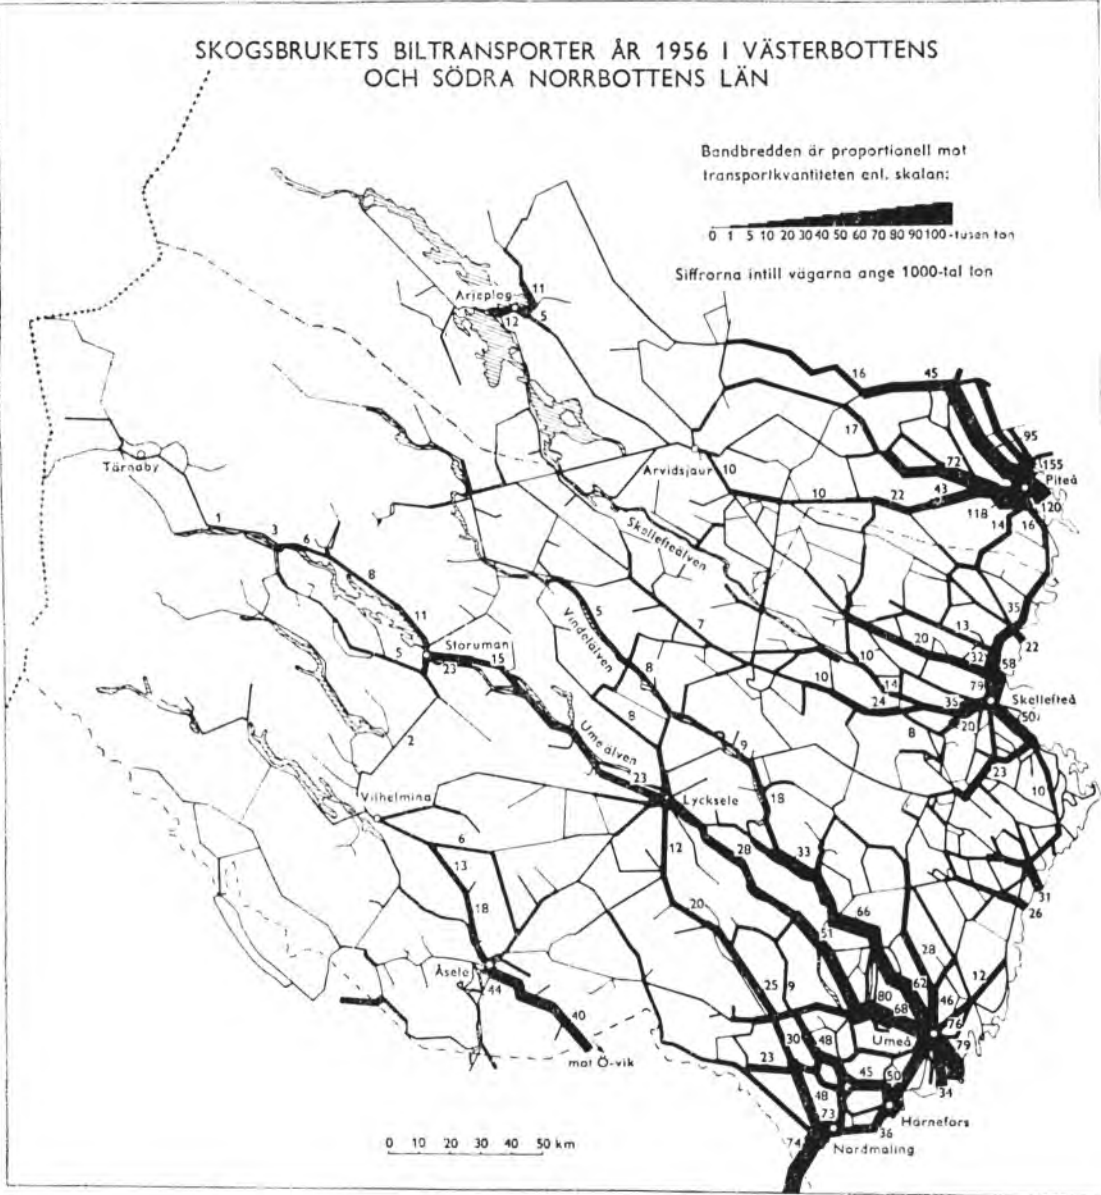 SKOGSBRUKETS BILTRANSPORTER ÅR 1956 I VÄSTERBOTTENS
OCH SÖDRA NORRBOTTENS LÄN
Bandbredden är proportionell mot
transportkvantiteten enl. skalan:
0 1 5 10 20 30 40 50 60 70 80 90 100 - tusen ton
Siffrorna intill vägarna ange 1000-tal ton
11
Arjeplog
12 5
16 45
17
95
155
Piteå
72
Arvidsjaur 10
10 22 43
118 120
14 16
Tärnaby
Skellefteälven
1 3 6
8
11
5
Vindelälven
7
35
13
20
22
32 58
Storuman
5 23 15
8
10
10
14
79
Skellefteå
24 35
50
20
8
8
Umeälven
2
9
23
23
10
Vilhelmina
Lycksele
18
6
13
12
28
33
31
26
18
20
66
51
28
Åsele
44
25 9
62
12
40
80
68
46
76
mot Ö-vik
Umeå
79
30 48
23
45 50
34
48
73
36
Hörnefors
74
Nordmaling
0 10 20 30 40 50 km